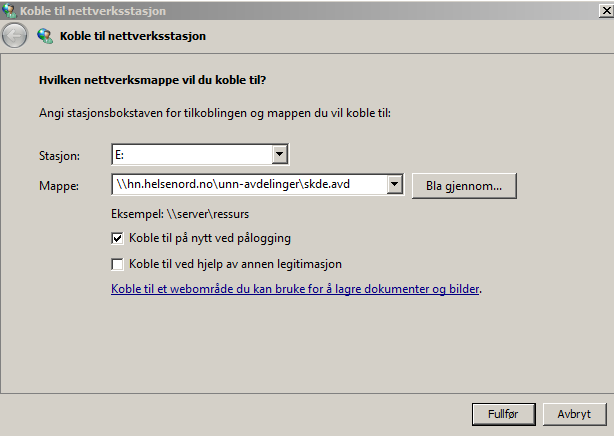 Koble til nettverksstasjon
Koble til nettverksstasjon
Hvilken nettverksmappe vil du koble til?
Angi stasjonsbokstaven for tilkoblingen og mappen du vil koble til:
Stasjon: E:
Mappe: \\hn.helsenord.no\unn-avdelinger\skde.avd Bla gjennom...
Eksempel: \\server\ressurs
Koble til på nytt ved pålogging
Koble til ved hjelp av annen legitimasjon
Koble til et webområde du kan bruke for å lagre dokumenter og bilder.
Fullfør Avbryt